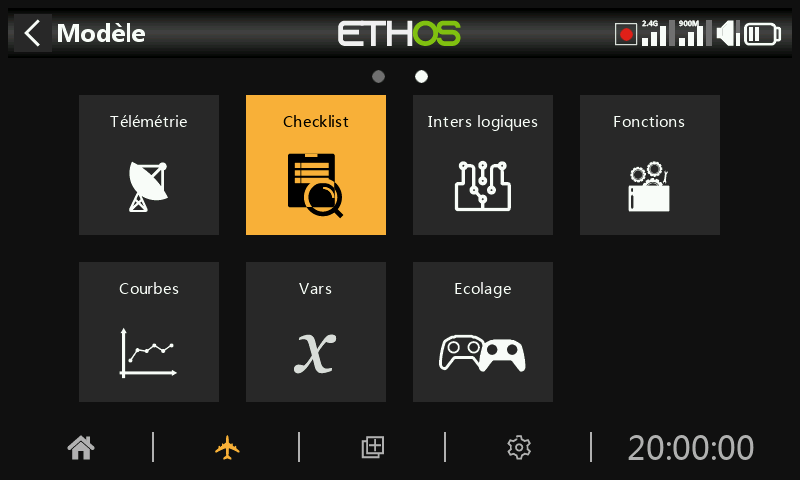 Modèle
ETHOS
2.4G
900M
Télémétrie
Checklist
Inters logiques
Fonctions
Courbes
Vars
x
Ecolage
20:00:00